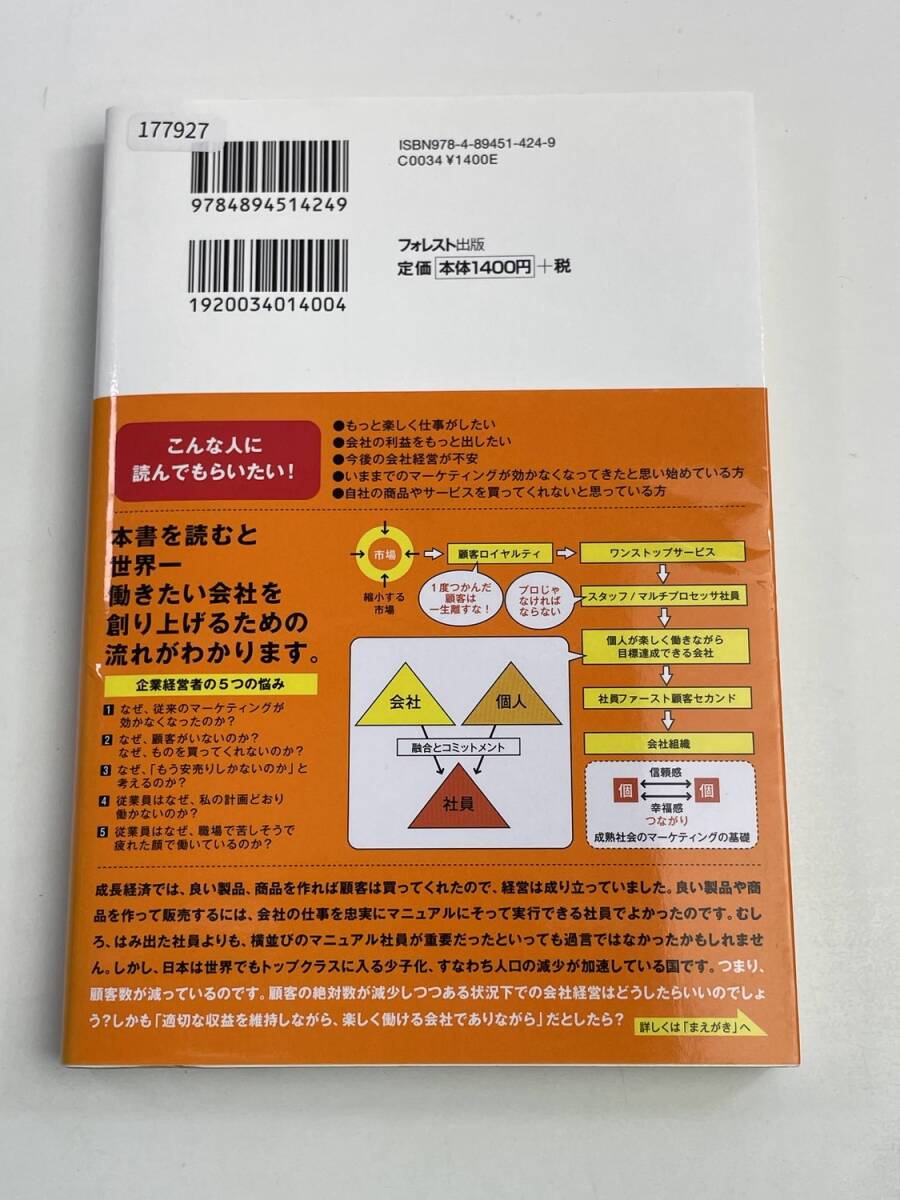 177927
ISBN978-4-89451-424-9
C0034 ¥1400E
9784894514249
フォレスト出版
定価 本体1400円+税
1920034014004
こんな人に
読んでもらいたい!
●もっと楽しく仕事がしたい
●会社の利益をもっと出したい
●今後の会社経営が不安
●いままでのマーケティングが効かなくなってきたと思い始めている方
●自社の商品やサービスを買ってくれないと思っている方
本書を読むと
世界一
働きたい会社を
創り上げるための
流れがわかります。
企業経営者の5つの悩み
1 なぜ、従来のマーケティングが
効かなくなったのか?
2 なぜ、顧客がいないのか?
なぜ、ものを買ってくれないのか?
3 なぜ、「もう安売りしかないのか」と
考えるのか?
4 従業員はなぜ、私の計画どおり
働かないのか?
5 従業員はなぜ、職場で苦しそうで
疲れた顔で働いているのか?
市場
縮小する
市場
顧客ロイヤルティ
1度つかんだ
顧客は
一生離すな!
ワンストップサービス
プロじゃ
なければ
ならない
スタッフ/マルチプロセッサ社員
個人が楽しく働きながら
目標達成できる会社
社員ファースト顧客セカンド
会社組織
会社
個人
融合とコミットメント
社員
信頼感
個 個
幸福感
つながり
成熟社会のマーケティングの基礎
成長経済では、良い製品、商品を作れば顧客は買ってくれたので、経営は成り立っていました。良い製品や商
品を作って販売するには、会社の仕事を忠実にマニュアルにそって実行できる社員でよかったのです。むし
ろ、はみ出た社員よりも、横並びのマニュアル社員が重要だったといっても過言ではなかったかもしれませ
ん。しかし、日本は世界でもトップクラスに入る少子化、すなわち人口の減少が加速している国です。つまり、
顧客数が減っているのです。顧客の絶対数が減少しつつある状況下での会社経営はどうしたらいいのでしょ
う?しかも「適切な収益を維持しながら、楽しく働ける会社でありながら」だとしたら?
詳しくは「まえがき」へ